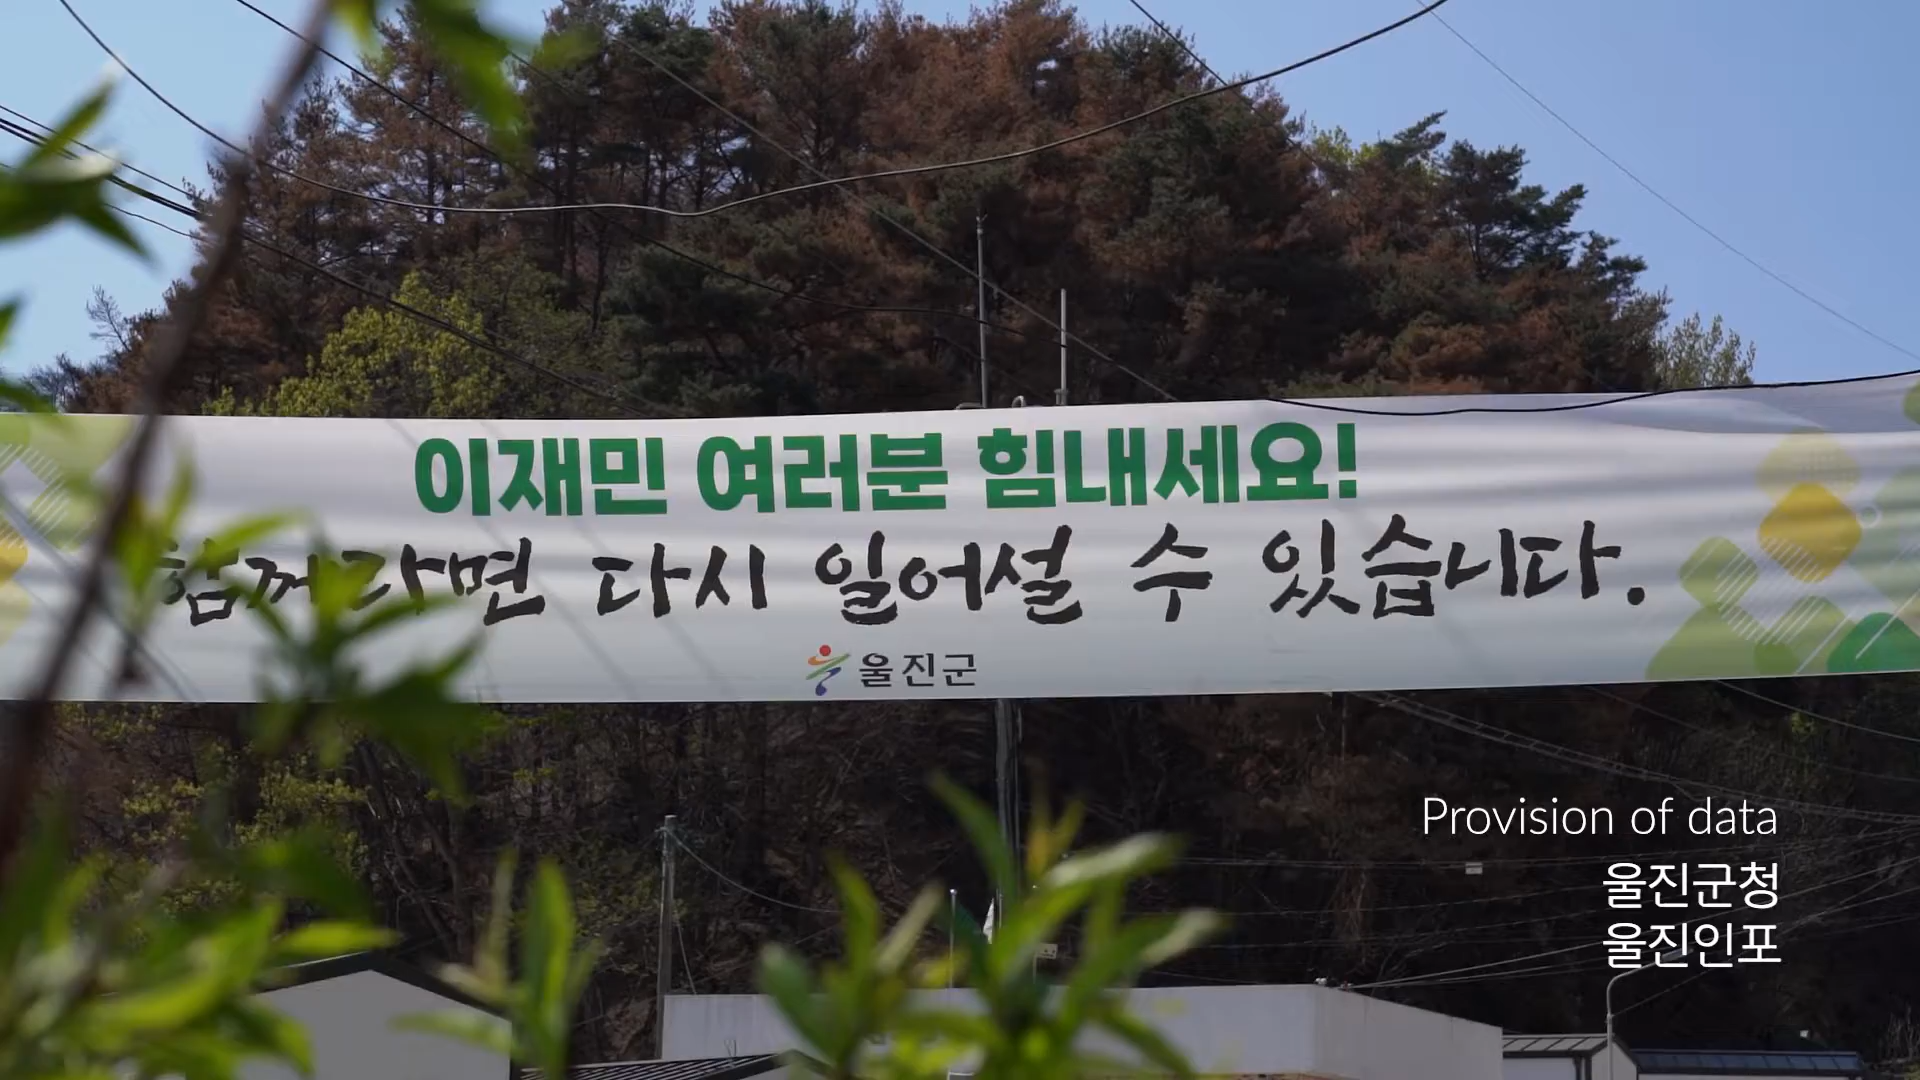 이재민 여러분 힘내세요!
함께라면 다시 일어설 수 있습니다.
울진군
Provision of data
울진군청
울진인포